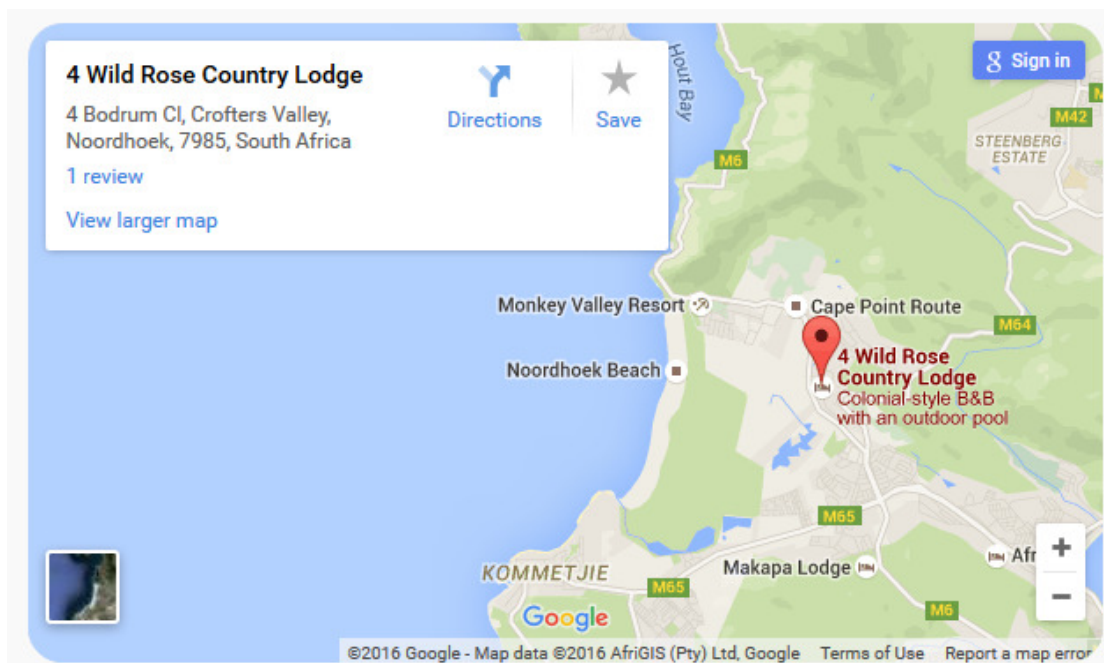 4 Wild Rose Country Lodge
4 Bodrum Cl, Crofters Valley,
Noordhoek, 7985, South Africa
1 review
View larger map
Directions
Save
Hout Bay
g Sign in
M42
STEENBERG
ESTATE
M6
Monkey Valley Resort
Cape Point Route
M64
4 Wild Rose
Country Lodge
Colonial-style B&B
with an outdoor pool
Noordhoek Beach
M65
Makapa Lodge
Afr
KOMMETJIE
M65
M6
Google
©2016 Google - Map data ©2016 AfriGIS (Pty) Ltd, Google Terms of Use Report a map error